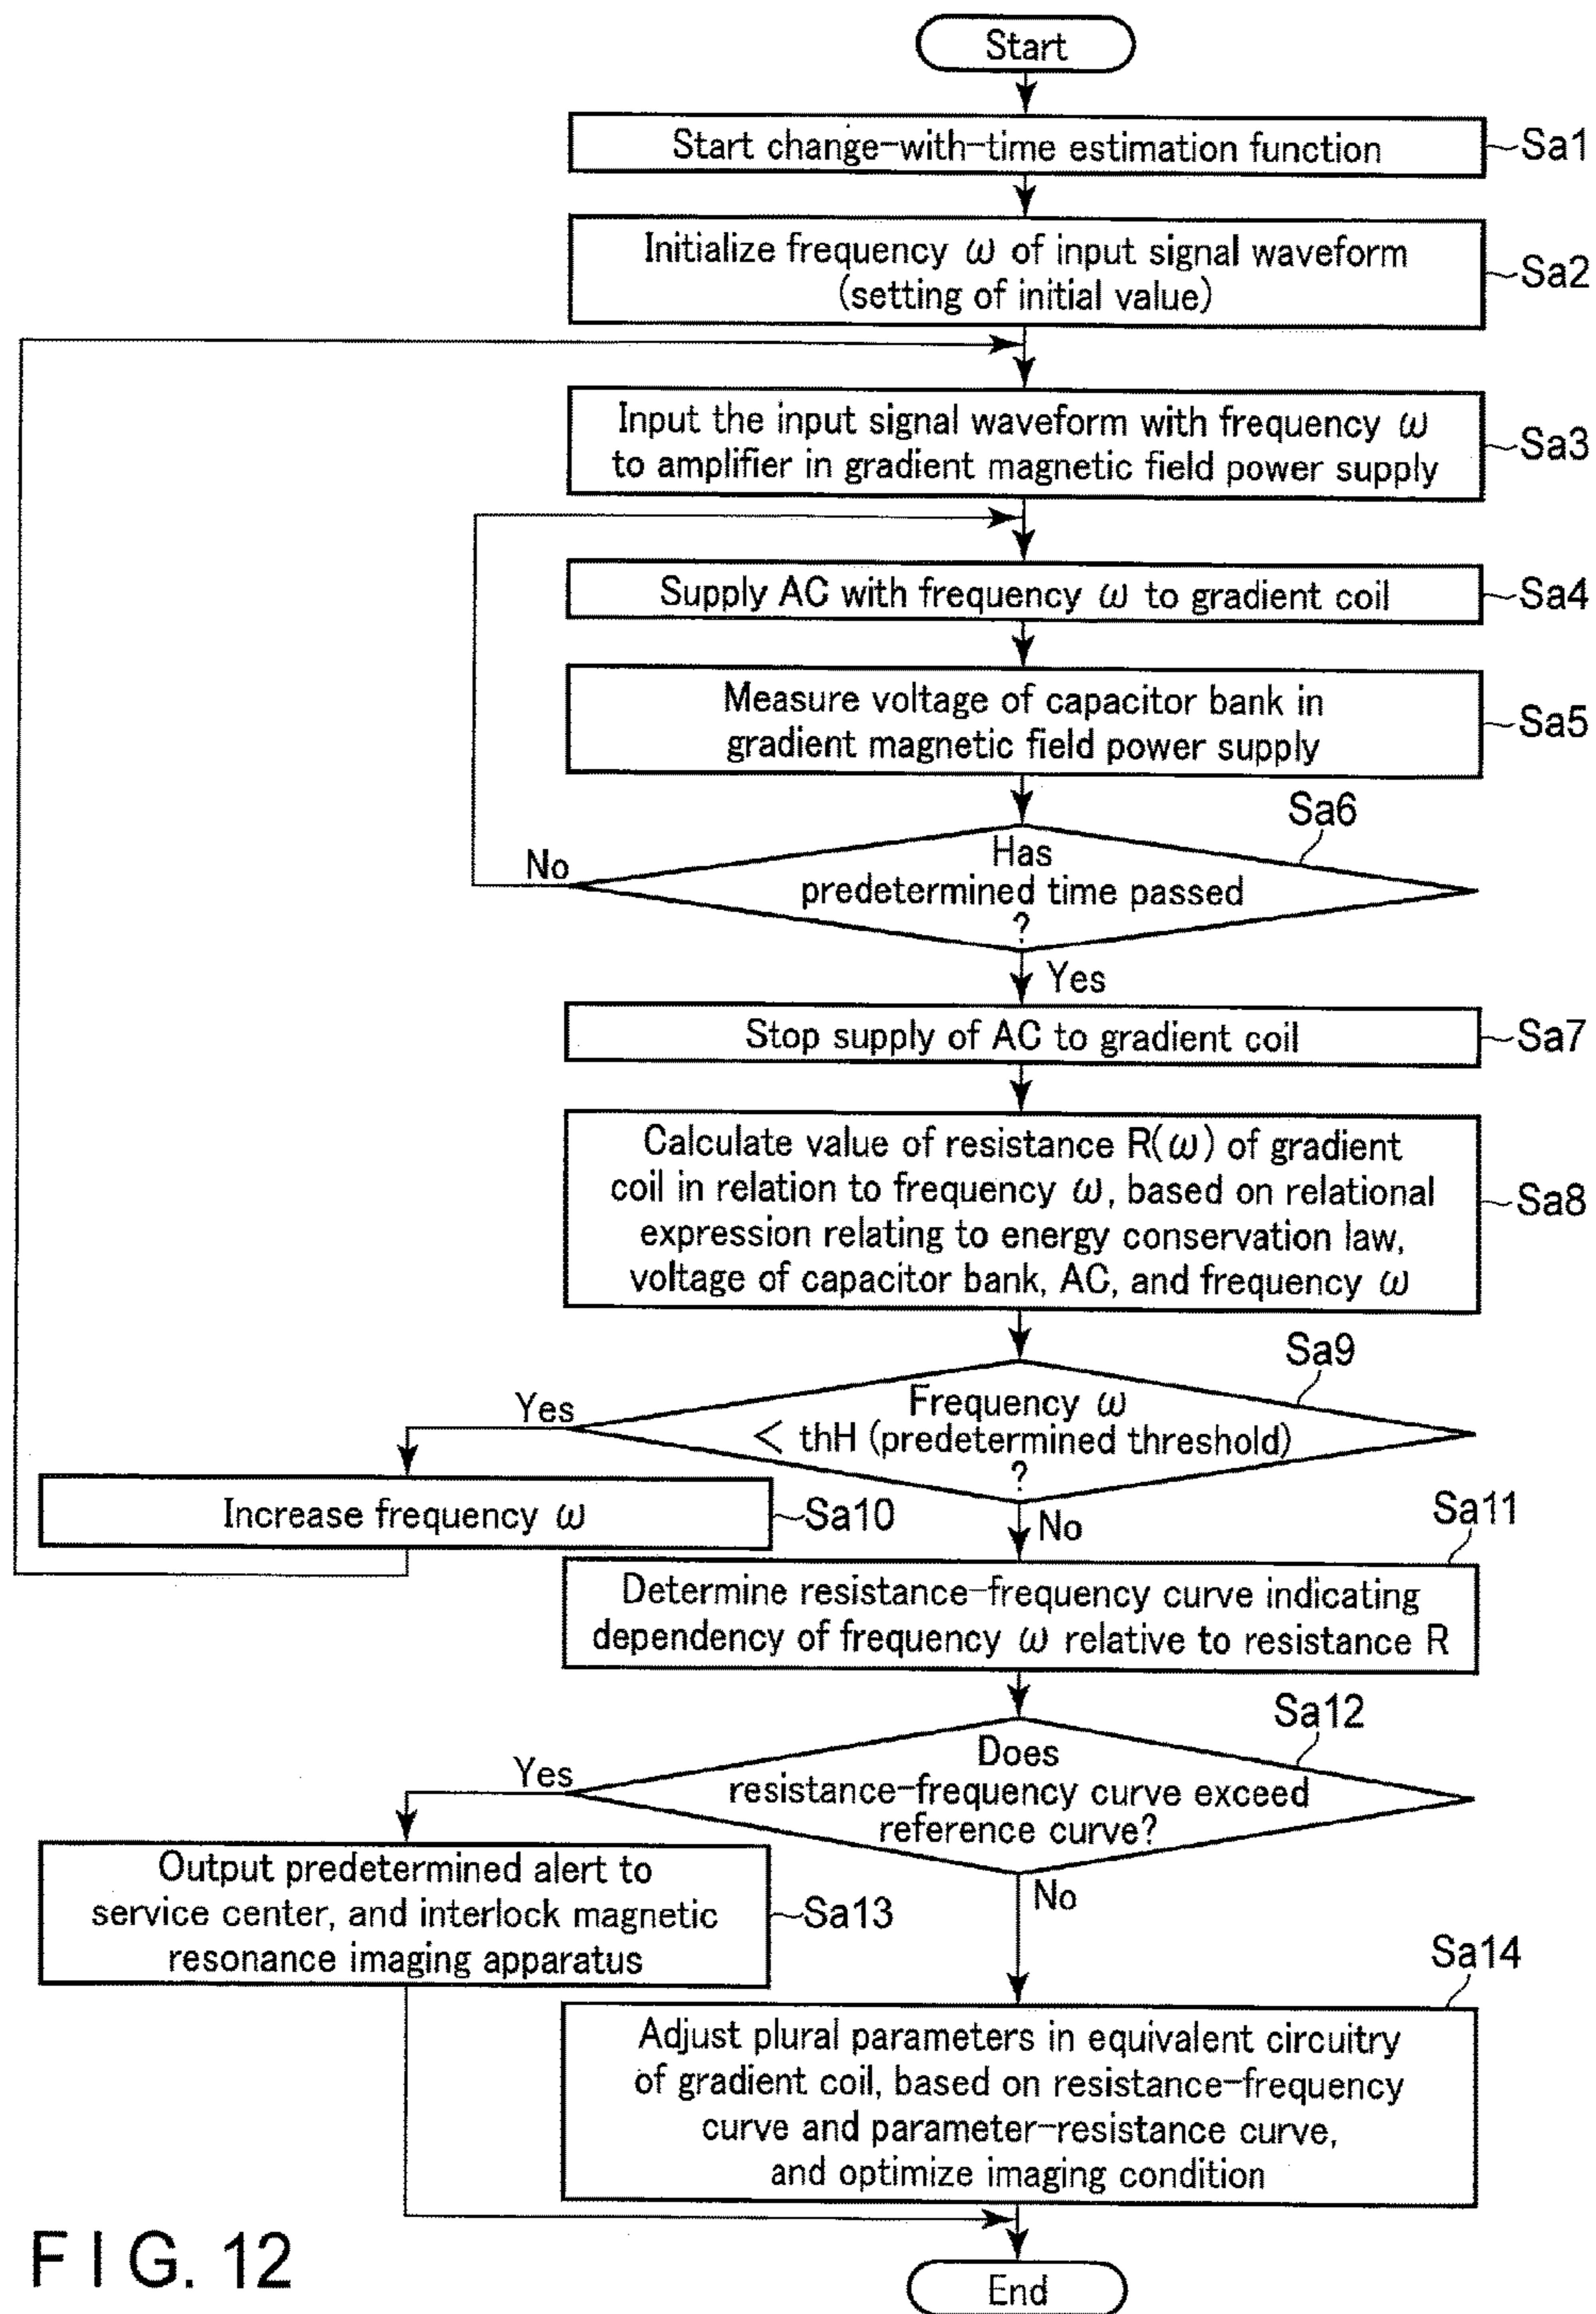 Start
Start change-with-time estimation function
Sa1
Initialize frequency ω of input signal waveform
(setting of initial value)
Sa2
Input the input signal waveform with frequency ω
to amplifier in gradient magnetic field power supply
Sa3
Supply AC with frequency ω to gradient coil
Sa4
Measure voltage of capacitor bank in
gradient magnetic field power supply
Sa5
Sa6
Has
predetermined time passed
?
No
Yes
Stop supply of AC to gradient coil
Sa7
Calculate value of resistance R(ω) of gradient
coil in relation to frequency ω, based on relational
expression relating to energy conservation law,
voltage of capacitor bank, AC, and frequency ω
Sa8
Sa9
Frequency ω
< thH (predetermined threshold)
?
Yes
Increase frequency ω
Sa10
No
Sa11
Determine resistance-frequency curve indicating
dependency of frequency ω relative to resistance R
Sa12
Does
resistance-frequency curve exceed
reference curve?
Yes
Output predetermined alert to
service center, and interlock magnetic
resonance imaging apparatus
Sa13
No
Sa14
Adjust plural parameters in equivalent circuitry
of gradient coil, based on resistance-frequency
curve and parameter-resistance curve,
and optimize imaging condition
End
FIG. 12